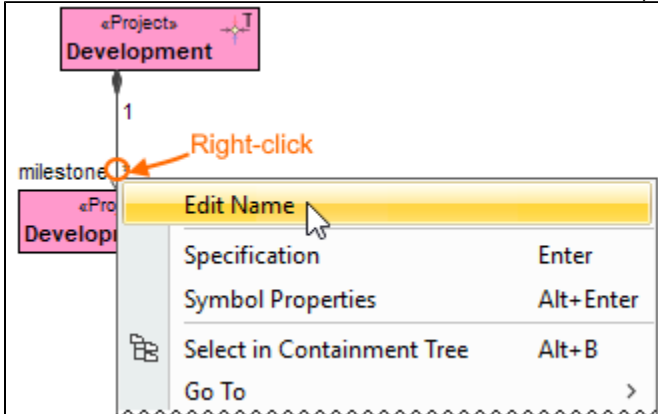 «Project»
Development
1
Right-click
milestone
«Pro
Develop
Edit Name
Specification Enter
Symbol Properties Alt+Enter
Select in Containment Tree Alt+B
Go To >